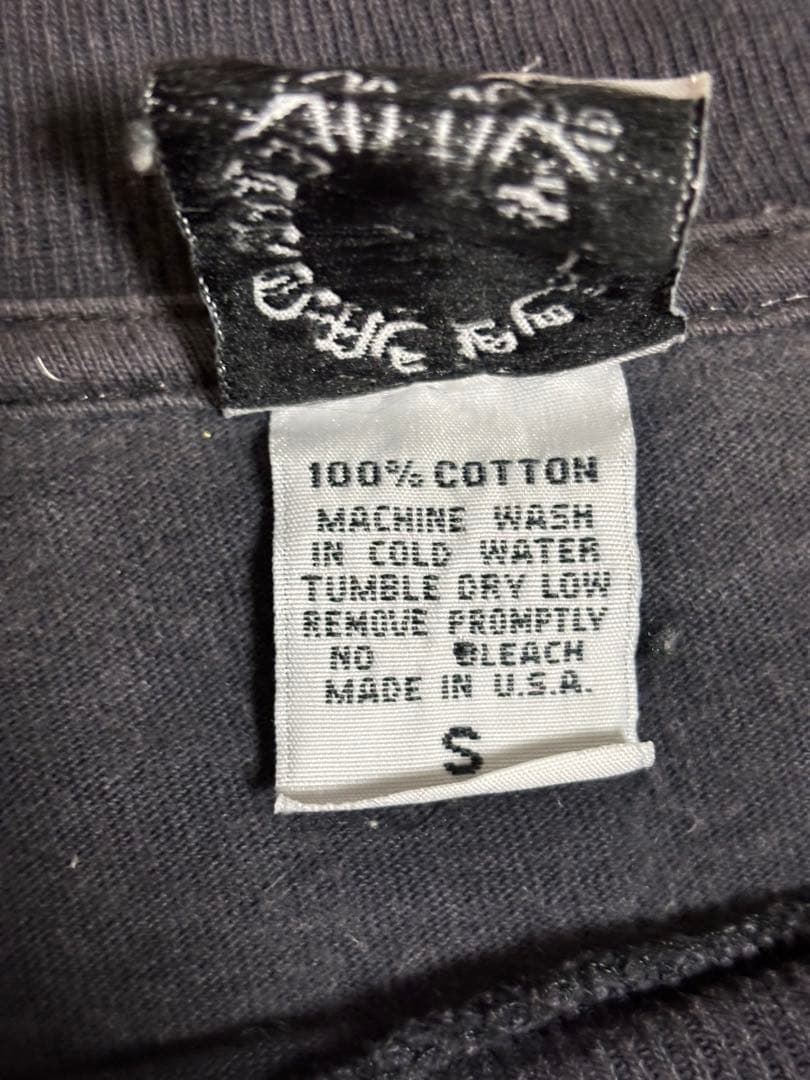 100% COTTON
MACHINE WASH
IN COLD WATER
TUMBLE DRY LOW
REMOVE PROMPTLY
NO BLEACH
MADE IN U.S.A.
S